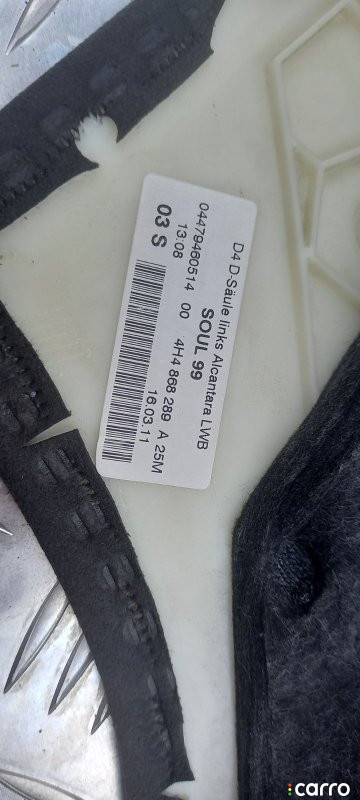 D4 D-Säule links Alcantara LWB
SOUL 99
04479460514 00 4H4 868 289 A 25M
13:08 16.03.11
03 S
carro